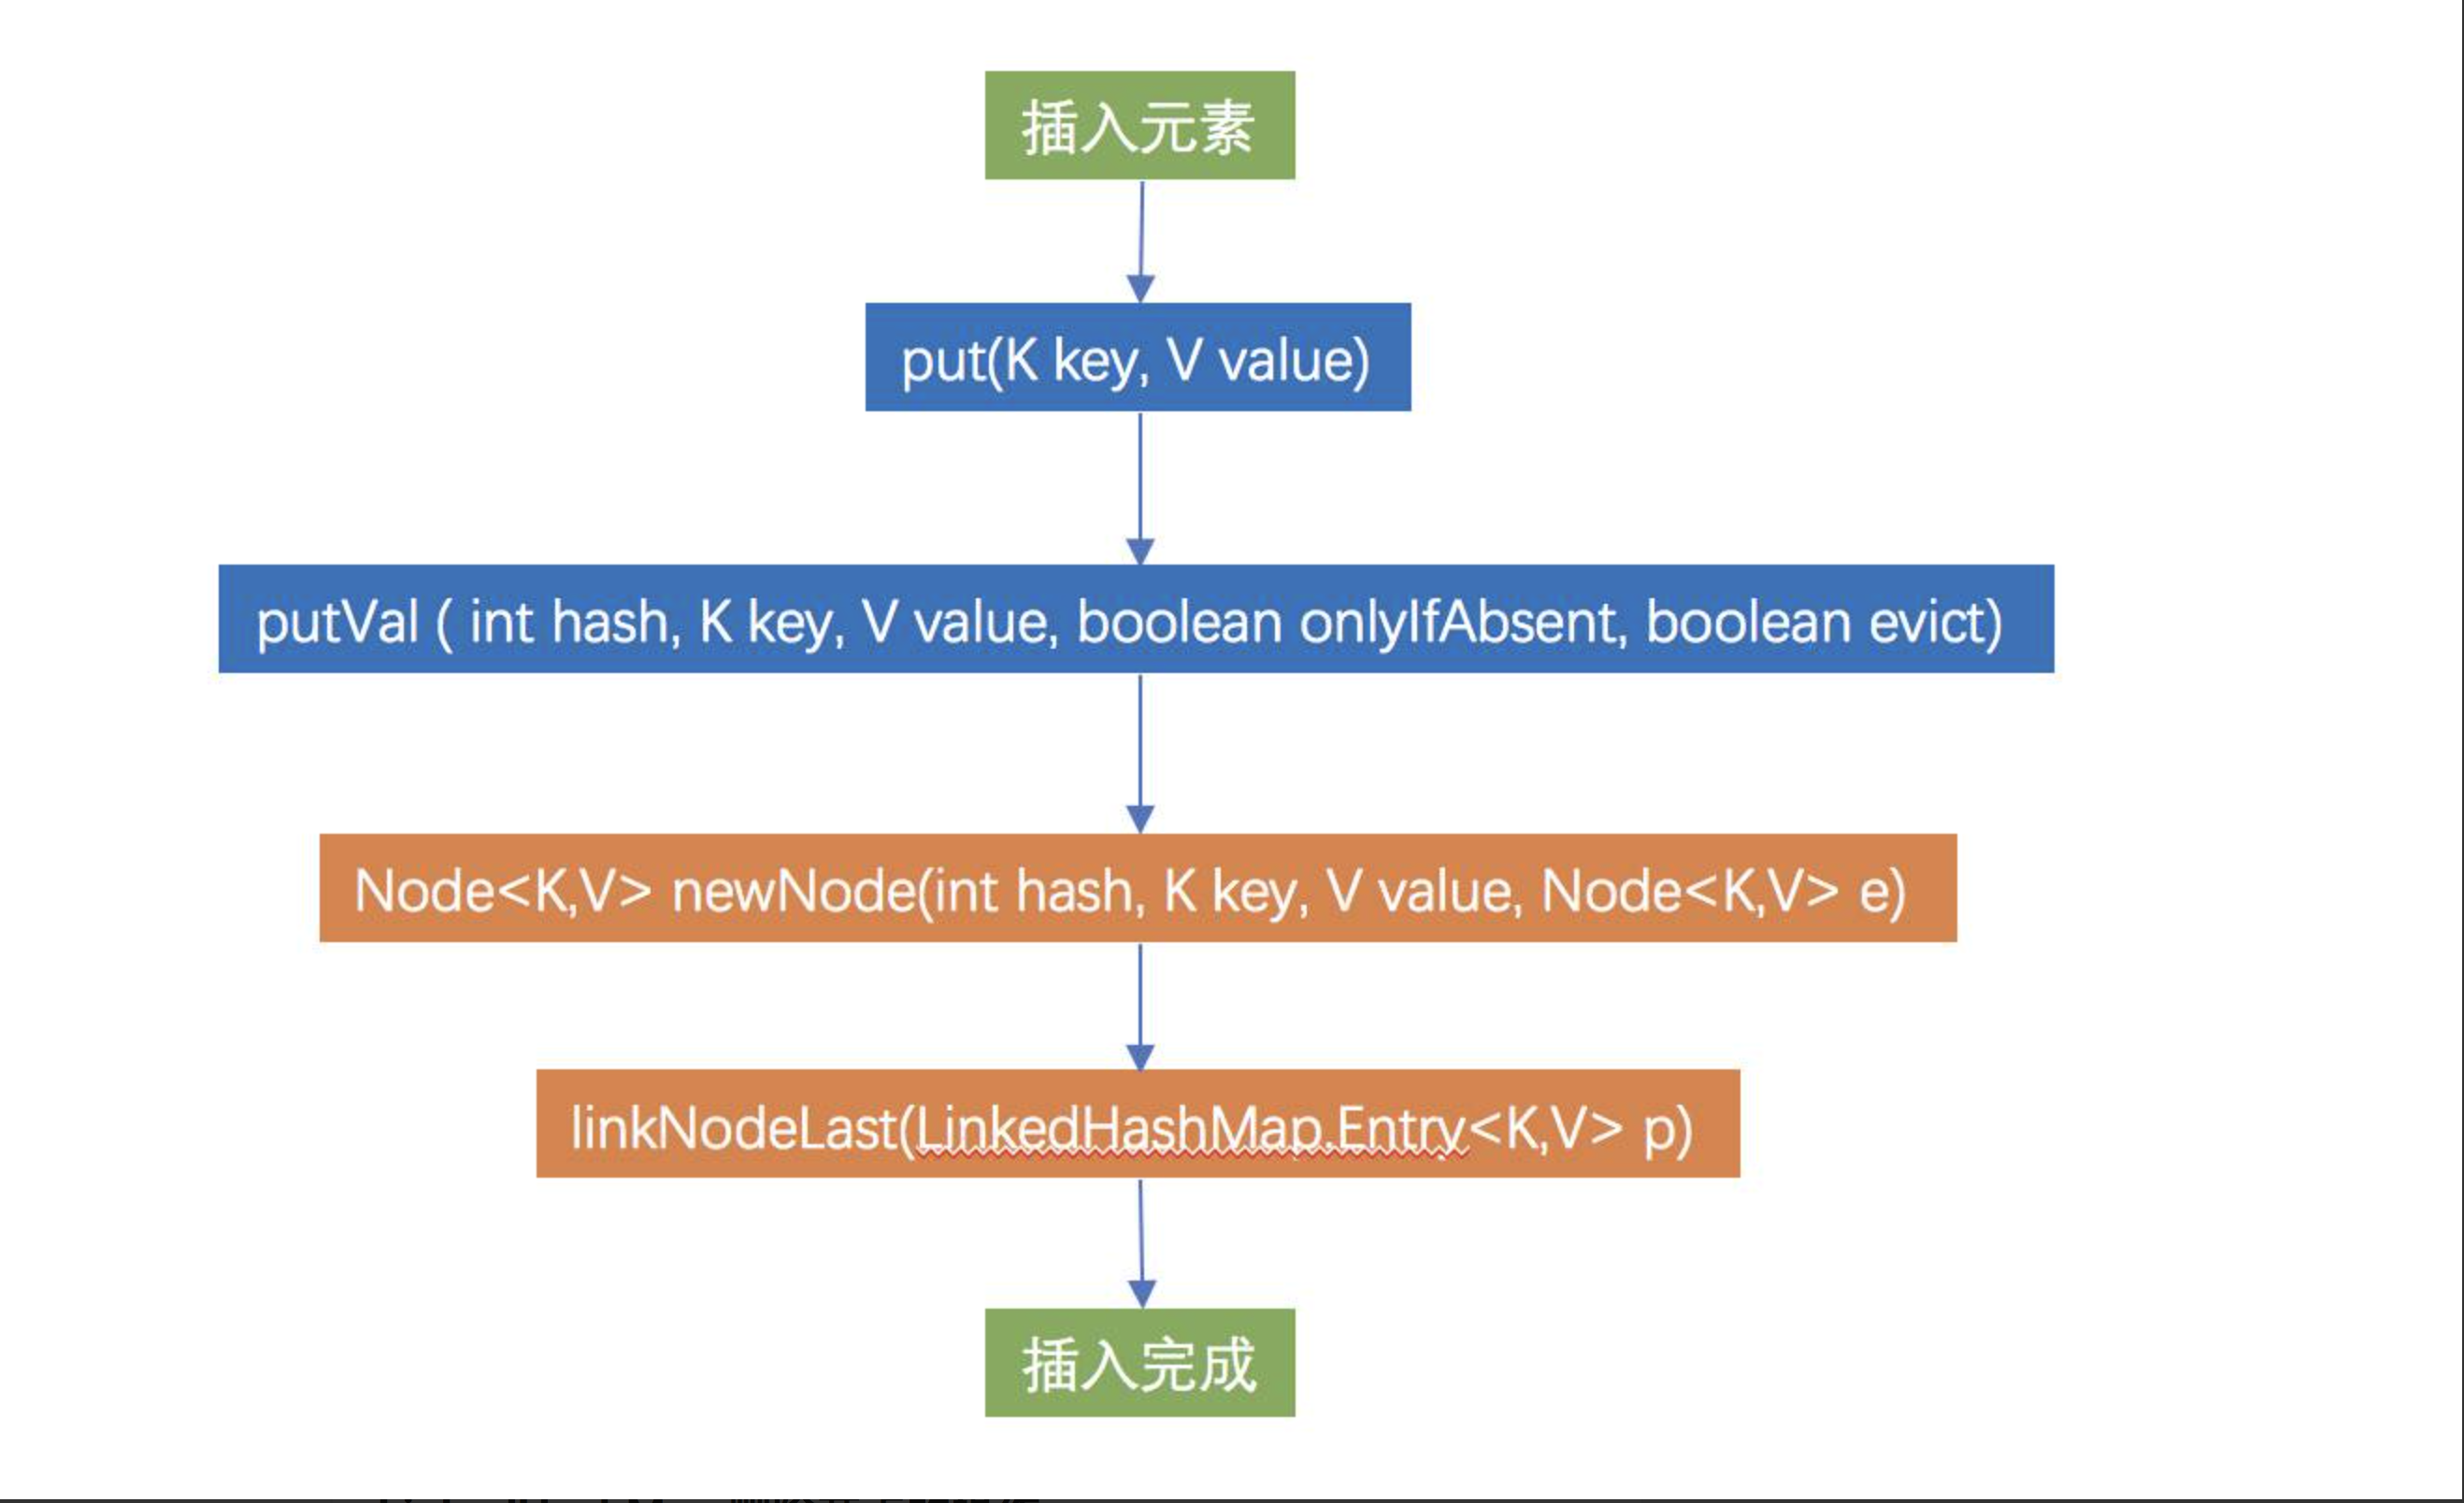 插入元素
put(K key, V value)
putVal ( int hash, K key, V value, boolean onlyIfAbsent, boolean evict)
Node<K,V> newNode(int hash, K key, V value, Node<K,V> e)
linkNodeLast(LinkedHashMap.Entry<K,V> p)
插入完成